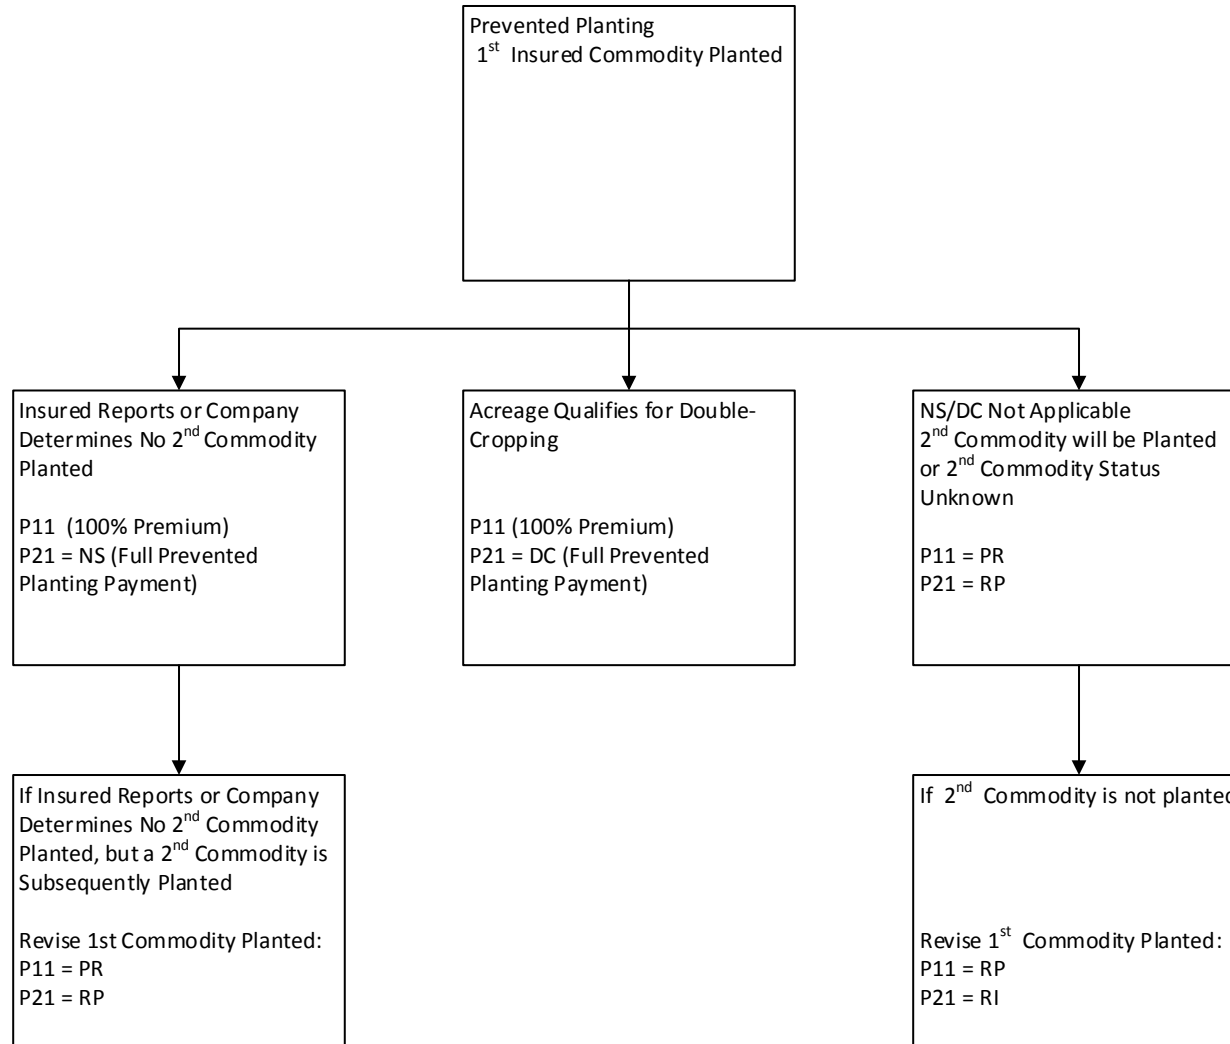 Prevented Planting
1st Insured Commodity Planted
Insured Reports or Company
Determines No 2nd Commodity
Planted
P11 (100% Premium)
P21 = NS (Full Prevented
Planting Payment)
Acreage Qualifies for Double-
Cropping
P11 (100% Premium)
P21 = DC (Full Prevented
Planting Payment)
NS/DC Not Applicable
2nd Commodity will be Planted
or 2nd Commodity Status
Unknown
P11 = PR
P21 = RP
If Insured Reports or Company
Determines No 2nd Commodity
Planted, but a 2nd Commodity is
Subsequently Planted
Revise 1st Commodity Planted:
P11 = PR
P21 = RP
If 2nd Commodity is not planted
Revise 1st Commodity Planted:
P11 = RP
P21 = RI